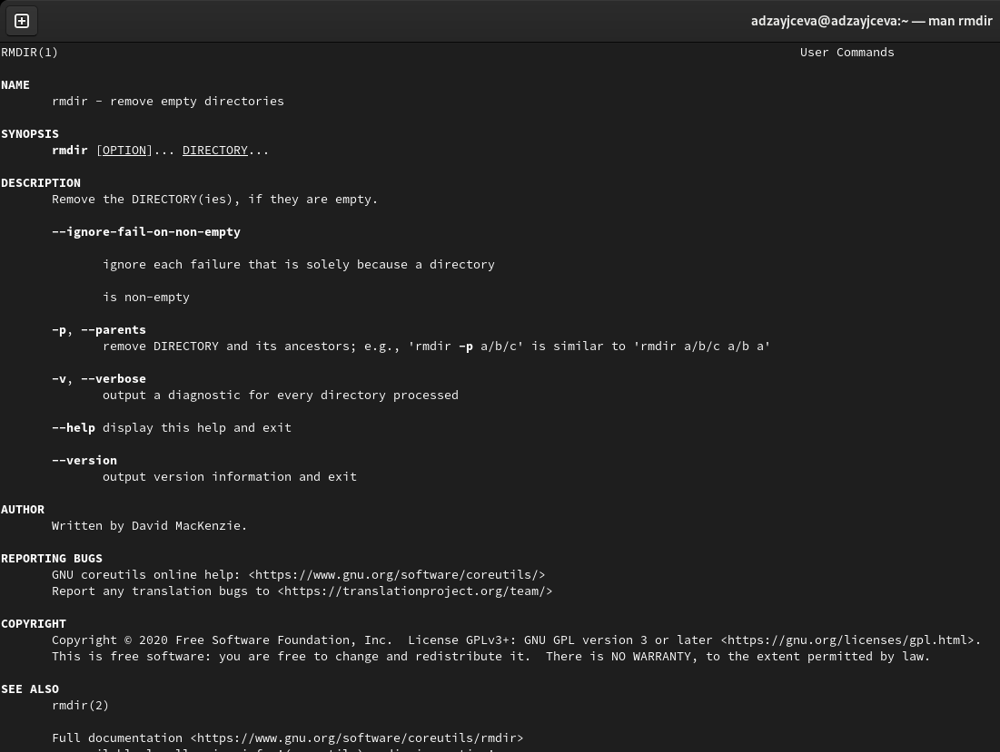 adzayjceva@adzayjceva:~ — man rmdir
RMDIR(1) User Commands
NAME
rmdir - remove empty directories
SYNOPSIS
rmdir [OPTION]... DIRECTORY...
DESCRIPTION
Remove the DIRECTORY(ies), if they are empty.
--ignore-fail-on-non-empty
ignore each failure that is solely because a directory
is non-empty
-p, --parents
remove DIRECTORY and its ancestors; e.g., 'rmdir -p a/b/c' is similar to 'rmdir a/b/c a/b a'
-v, --verbose
output a diagnostic for every directory processed
--help display this help and exit
--version
output version information and exit
AUTHOR
Written by David MacKenzie.
REPORTING BUGS
GNU coreutils online help: <https://www.gnu.org/software/coreutils/>
Report any translation bugs to <https://translationproject.org/team/>
COPYRIGHT
Copyright © 2020 Free Software Foundation, Inc.  License GPLv3+: GNU GPL version 3 or later <https://gnu.org/licenses/gpl.html>.
This is free software: you are free to change and redistribute it.  There is NO WARRANTY, to the extent permitted by law.
SEE ALSO
rmdir(2)
Full documentation <https://www.gnu.org/software/coreutils/rmdir>